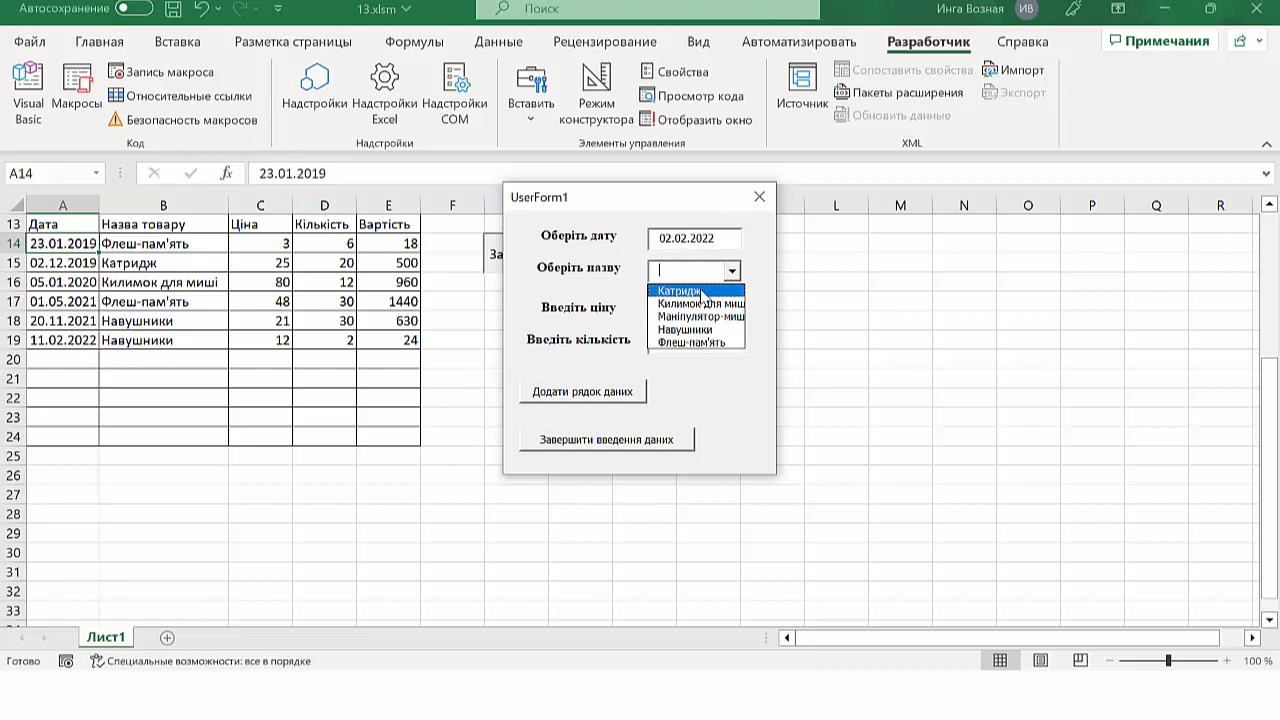 Автосохранение 13.xlsm Поиск Инга Возная ИВ
Файл Главная Вставка Разметка страницы Формулы Данные Рецензирование Вид Автоматизировать Разработчик Справка Примечания
Visual Basic
Макросы
Запись макроса
Относительные ссылки
Безопасность макросов
Код
Надстройки
Надстройки Excel
Надстройки COM
Надстройки
Вставить
Режим конструктора
Свойства
Просмотр кода
Отобразить окно
Элементы управления
Источник
Сопоставить свойства
Пакеты расширения
Обновить данные
Импорт
Экспорт
XML
A14 fx 23.01.2019
A B C D E F L M N O P Q R
13 Дата Назва товару Ціна Кількість Вартість
14 23.01.2019 Флеш-пам'ять 3 6 18
15 02.12.2019 Катридж 25 20 500
16 05.01.2020 Килимок для миші 80 12 960
17 01.05.2021 Флеш-пам'ять 48 30 1440
18 20.11.2021 Навушники 21 30 630
19 11.02.2022 Навушники 12 2 24
20
21
22
23
24
25
26
27
28
29
30
31
32
33
За
UserForm1
Оберіть дату 02.02.2022
Оберіть назву
Катридж
Килимок для миш
Маніпулятор-миш
Навушники
Флеш-пам'ять
Введіть ціну
Введіть кількість
Додати рядок даних
Завершити введення даних
Лист1
Готово Специальные возможности: все в порядке 100 %